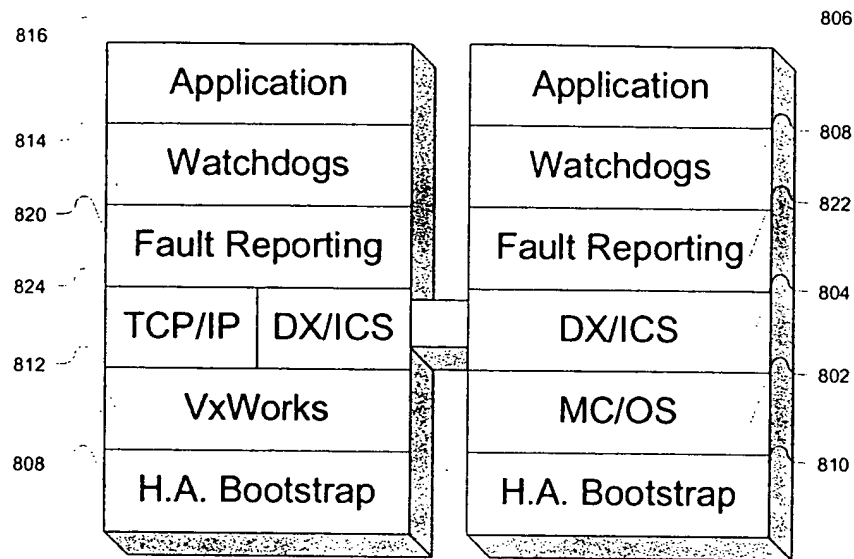 816
806
Application
Application
814
808
Watchdogs
Watchdogs
820
822
Fault Reporting
Fault Reporting
824
804
TCP/IP
DX/ICS
DX/ICS
812
802
VxWorks
MC/OS
808
810
H.A. Bootstrap
H.A. Bootstrap